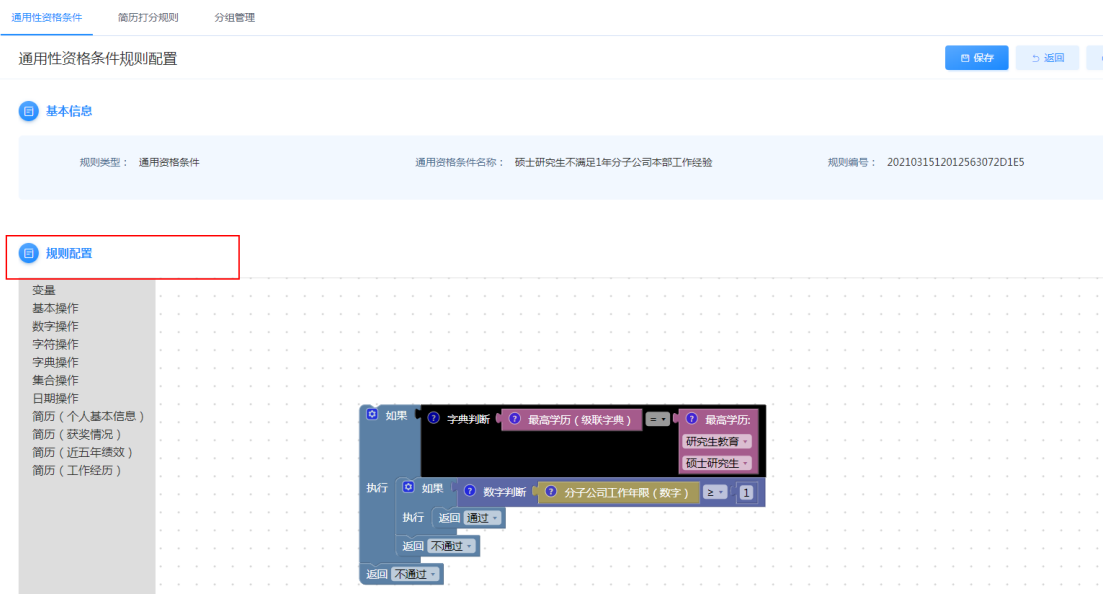 通用性资格条件 简历打分规则 分组管理
通用性资格条件规则配置 保存 返回
基本信息
规则类型： 通用资格条件 通用资格条件名称： 硕士研究生不满足1年分子公司本部工作经验 规则编号： 2021031512012563072D1E5
规则配置
变量
基本操作
数字操作
字符操作
字典操作
集合操作
日期操作
简历（个人基本信息）
简历（获奖情况）
简历（近五年绩效）
简历（工作经历）
如果 字典判断 最高学历（级联字典） = 最高学历:
研究生教育
硕士研究生
执行 如果 数字判断 分子公司工作年限（数字） ≥ 1
执行 返回 通过
返回 不通过
返回 不通过